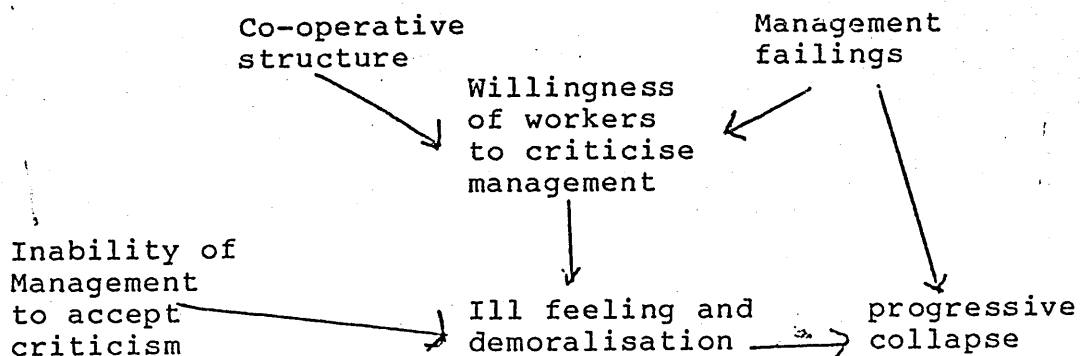 Co-operative
structure
Management
failings
Willingness
of workers
to criticise
management
Inability of
Management
to accept
criticism
Ill feeling and
demoralisation
progressive
collapse